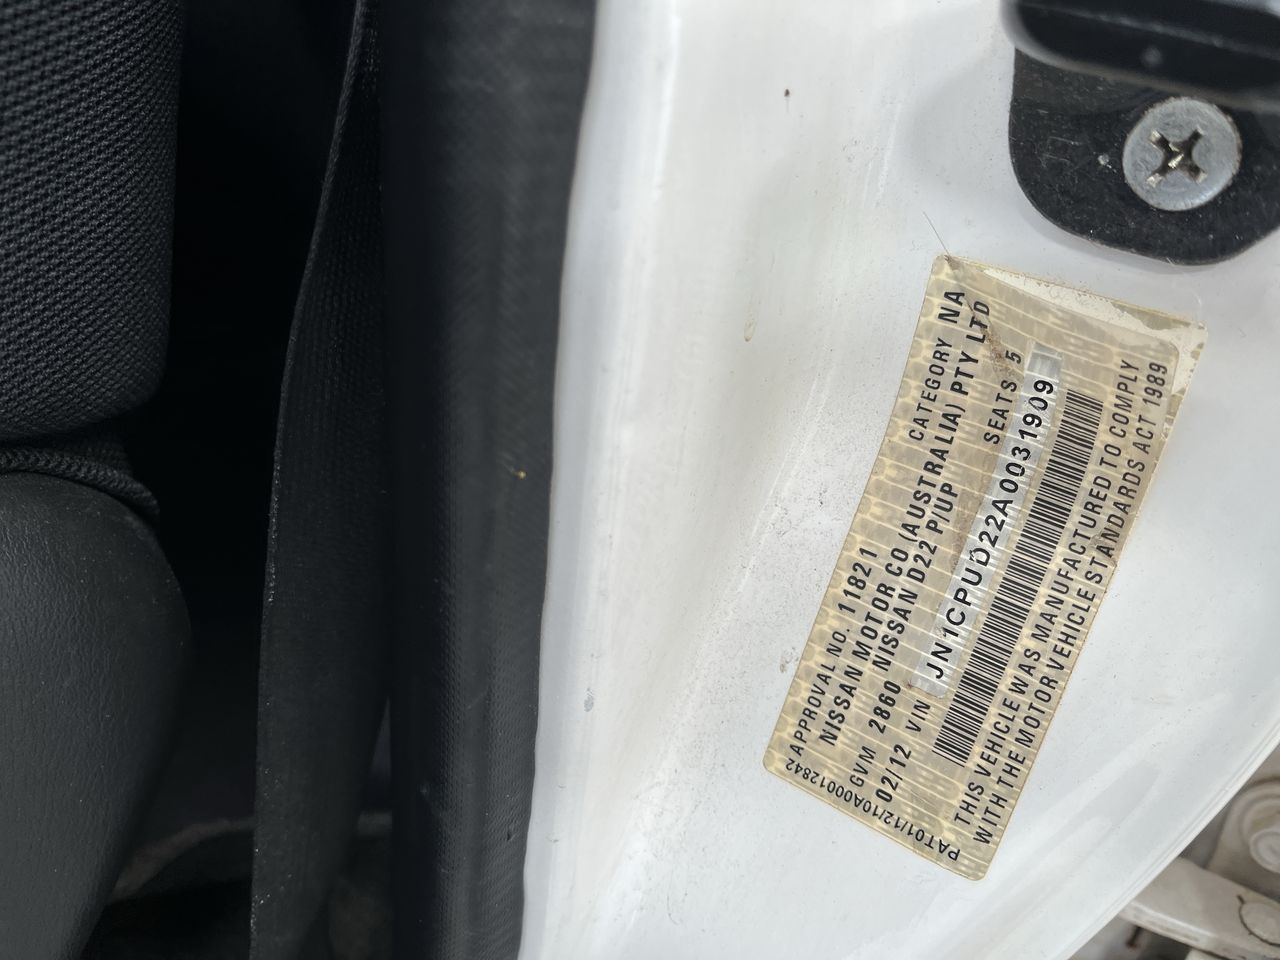 APPROVAL NO. 11821 CATEGORY NA
NISSAN MOTOR CO (AUSTRALIA) PTY LTD
GVM 2860 NISSAN D22 P/UP SEATS 5
02/12 VIN JN1CPUD22A0031909
THIS VEHICLE WAS MANUFACTURED TO COMPLY
WITH THE MOTOR VEHICLE STANDARDS ACT 1989
PAT01/12/10A00012842